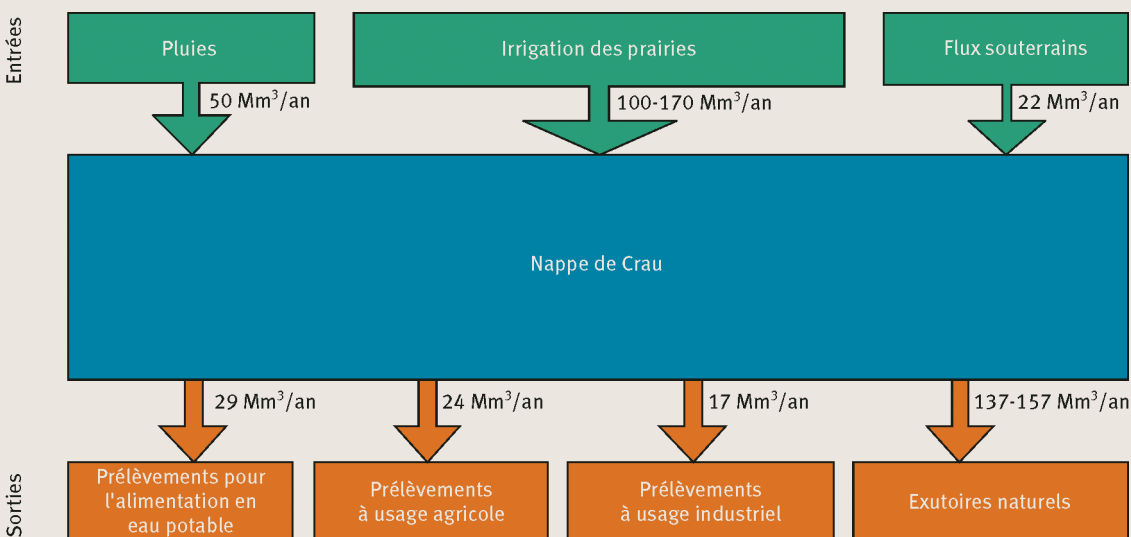 Entrées
Pluies
Irrigation des prairies
Flux souterrains
50 Mm³/an
100-170 Mm³/an
22 Mm³/an
Nappe de Crau
29 Mm³/an
24 Mm³/an
17 Mm³/an
137-157 Mm³/an
Sorties
Prélèvements pour
l'alimentation en
eau potable
Prélèvements
à usage agricole
Prélèvements
à usage industriel
Exutoires naturels